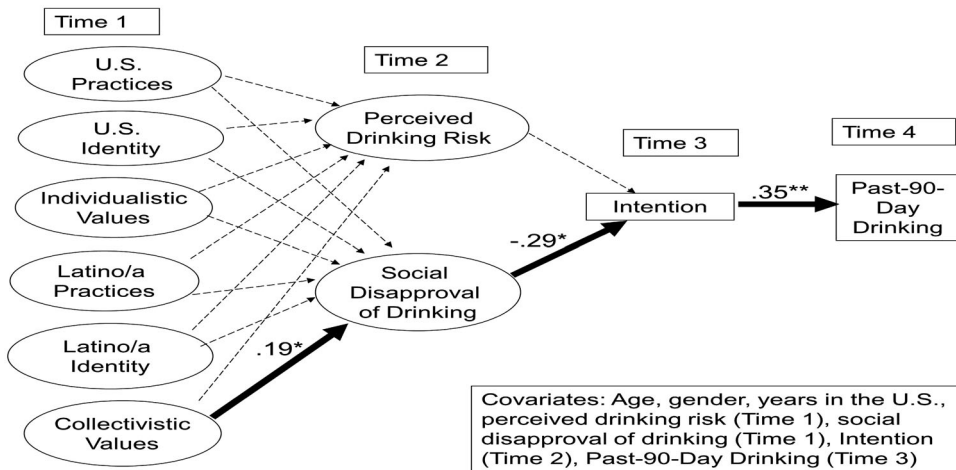 Time 1
U.S.
Practices
U.S.
Identity
Individualistic
Values
Latino/a
Practices
Latino/a
Identity
Collectivistic
Values
Time 2
Perceived
Drinking Risk
Social
Disapproval
of Drinking
.19*
-.29*
Time 3
Intention
.35**
Time 4
Past-90-
Day
Drinking
Covariates: Age, gender, years in the U.S.,
perceived drinking risk (Time 1), social
disapproval of drinking (Time 1), Intention
(Time 2), Past-90-Day Drinking (Time 3)